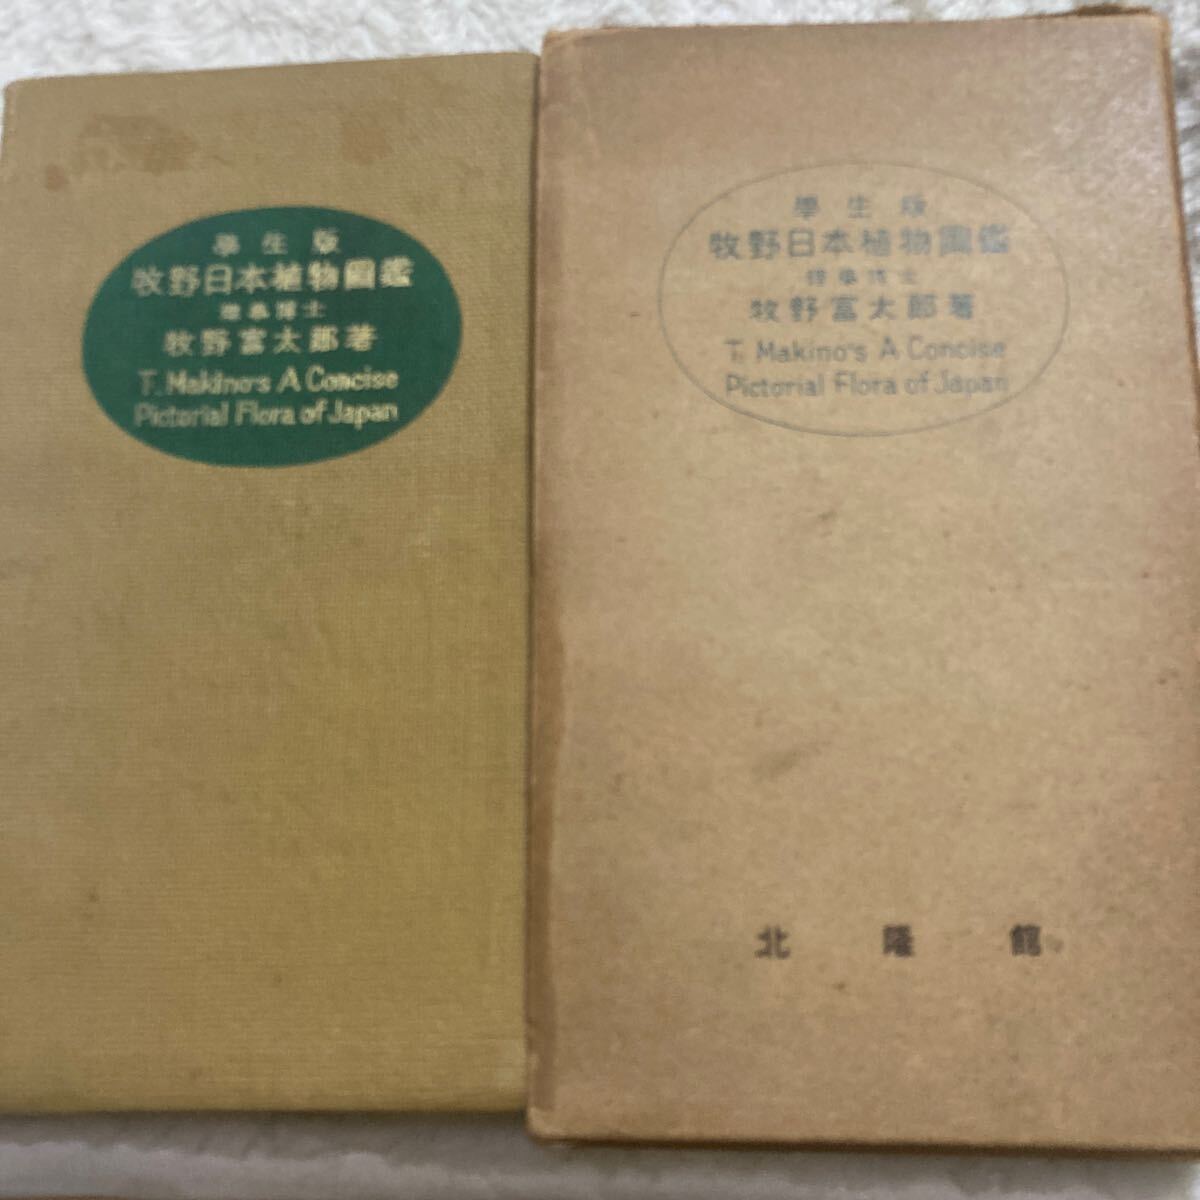 學生版
牧野日本植物圖鑑
理學博士
牧野富太郎著
T. Makino's A Concise
Pictorial Flora of Japan
學生版
牧野日本植物圖鑑
理學博士
牧野富太郎著
T. Makino's A Concise
Pictorial Flora of Japan
北隆館